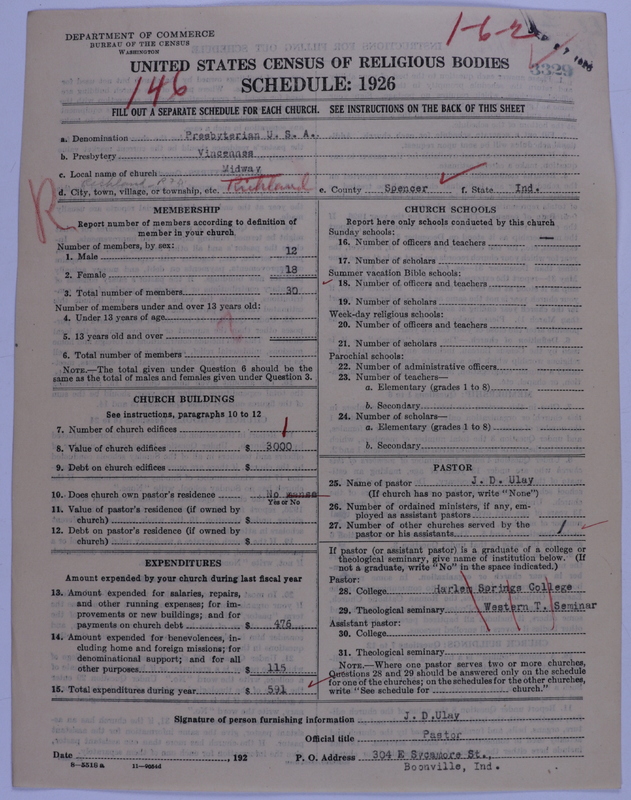 DEPARTMENT OF COMMERCE
BUREAU OF THE CENSUS
WASHINGTON
1-6-2
3329
146
UNITED STATES CENSUS OF RELIGIOUS BODIES
SCHEDULE: 1926
FILL OUT A SEPARATE SCHEDULE FOR EACH CHURCH. SEE INSTRUCTIONS ON THE BACK OF THIS SHEET
a. Denomination Presbyterian U. S. A.
b. Presbytery Vincennes
c. Local name of church Midway
d. City, town, village, or township, etc. Richland e. County Spencer f. State Ind.
R
MEMBERSHIP
Report number of members according to definition of
member in your church.
Number of members, by sex:
1. Male 12
2. Female 18
3. Total number of members 30
Number of members under and over 13 years old:
4. Under 13 years of age
5. 13 years old and over
6. Total number of members
NOTE.—The total given under Question 6 should be the
same as the total of males and females given under Question 3.
CHURCH BUILDINGS
See instructions, paragraphs 10 to 12
7. Number of church edifices 1
8. Value of church edifices $ 3000
9. Debt on church edifices $
10. Does church own pastor's residence No manse
Yes or No
11. Value of pastor's residence (if owned by
church) $
12. Debt on pastor's residence (if owned by
church) $
EXPENDITURES
Amount expended by your church during last fiscal year
13. Amount expended for salaries, repairs,
and other running expenses; for im-
provements or new buildings; and for
payments on church debt $ 476
14. Amount expended for benevolences, in-
cluding home and foreign missions; for
denominational support; and for all
other purposes $ 115
15. Total expenditures during year $ 591
CHURCH SCHOOLS
Report here only schools conducted by this church
Sunday schools:
16. Number of officers and teachers —
17. Number of scholars
Summer vacation Bible schools:
18. Number of officers and teachers
19. Number of scholars
Week-day religious schools:
20. Number of officers and teachers
21. Number of scholars
Parochial schools:
22. Number of administrative officers
23. Number of teachers—
a. Elementary (grades 1 to 8)
b. Secondary
24. Number of scholars—
a. Elementary (grades 1 to 8)
b. Secondary
PASTOR
25. Name of pastor J. D. Ulay
(If church has no pastor, write "None")
26. Number of ordained ministers, if any, em-
ployed as assistant pastors
27. Number of other churches served by the
pastor or his assistants 1
If pastor (or assistant pastor) is a graduate of a college or
theological seminary, give name of institution below. (If
not a graduate, write "No" in the space indicated.)
Pastor:
28. College Harlem Springs College
29. Theological seminary Western T. Seminar
Assistant pastor:
30. College
31. Theological seminary
NOTE.—Where one pastor serves two or more churches,
Questions 28 and 29 should be answered only on the schedule
for one of the churches; on the schedules for the other churches,
write "See schedule for church."
Signature of person furnishing information J. D.Ulay
Official title Pastor
Date , 192 P. O. Address 304 E Sycamore St.,
Boonville, Ind.
8-5516 a 11-9054d